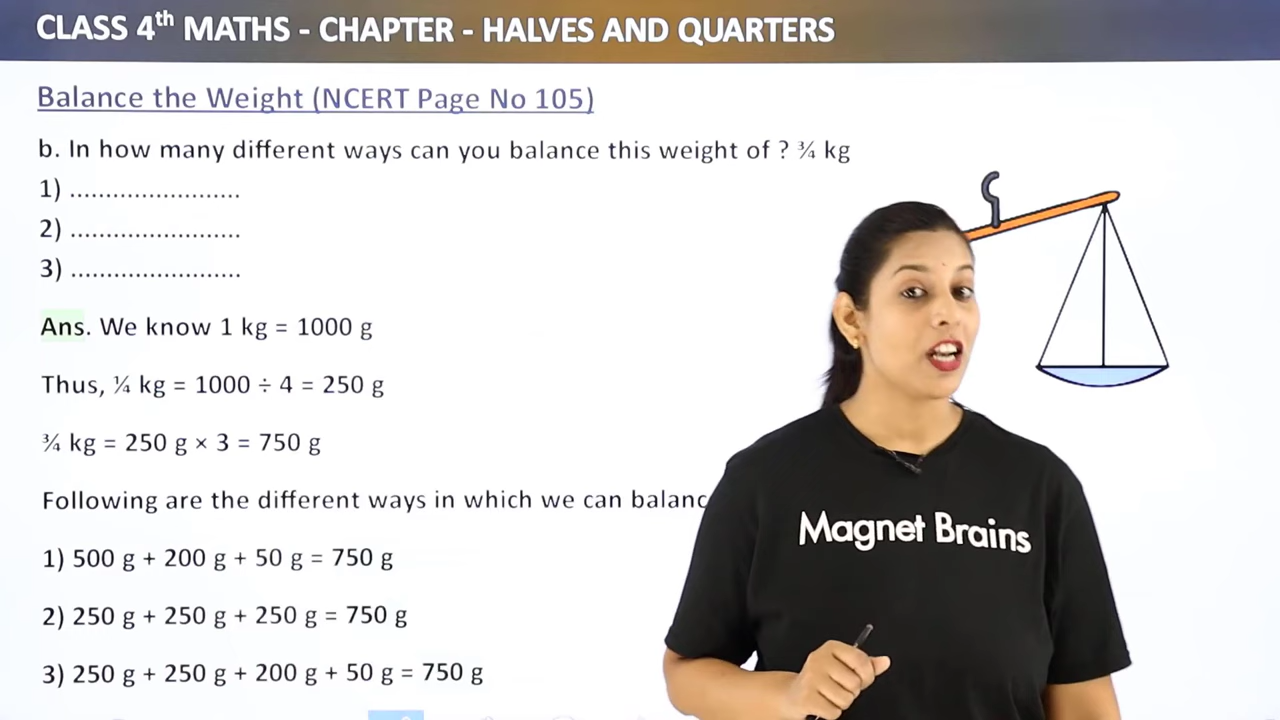 CLASS 4th MATHS - CHAPTER - HALVES AND QUARTERS
Balance the Weight (NCERT Page No 105)
b. In how many different ways can you balance this weight of ? ¾ kg
1) ........................
2) ........................
3) ........................
Ans. We know 1 kg = 1000 g
Thus, ¼ kg = 1000 ÷ 4 = 250 g
¾ kg = 250 g × 3 = 750 g
Following are the different ways in which we can balanc
1) 500 g + 200 g + 50 g = 750 g
2) 250 g + 250 g + 250 g = 750 g
3) 250 g + 250 g + 200 g + 50 g = 750 g
Magnet Brains